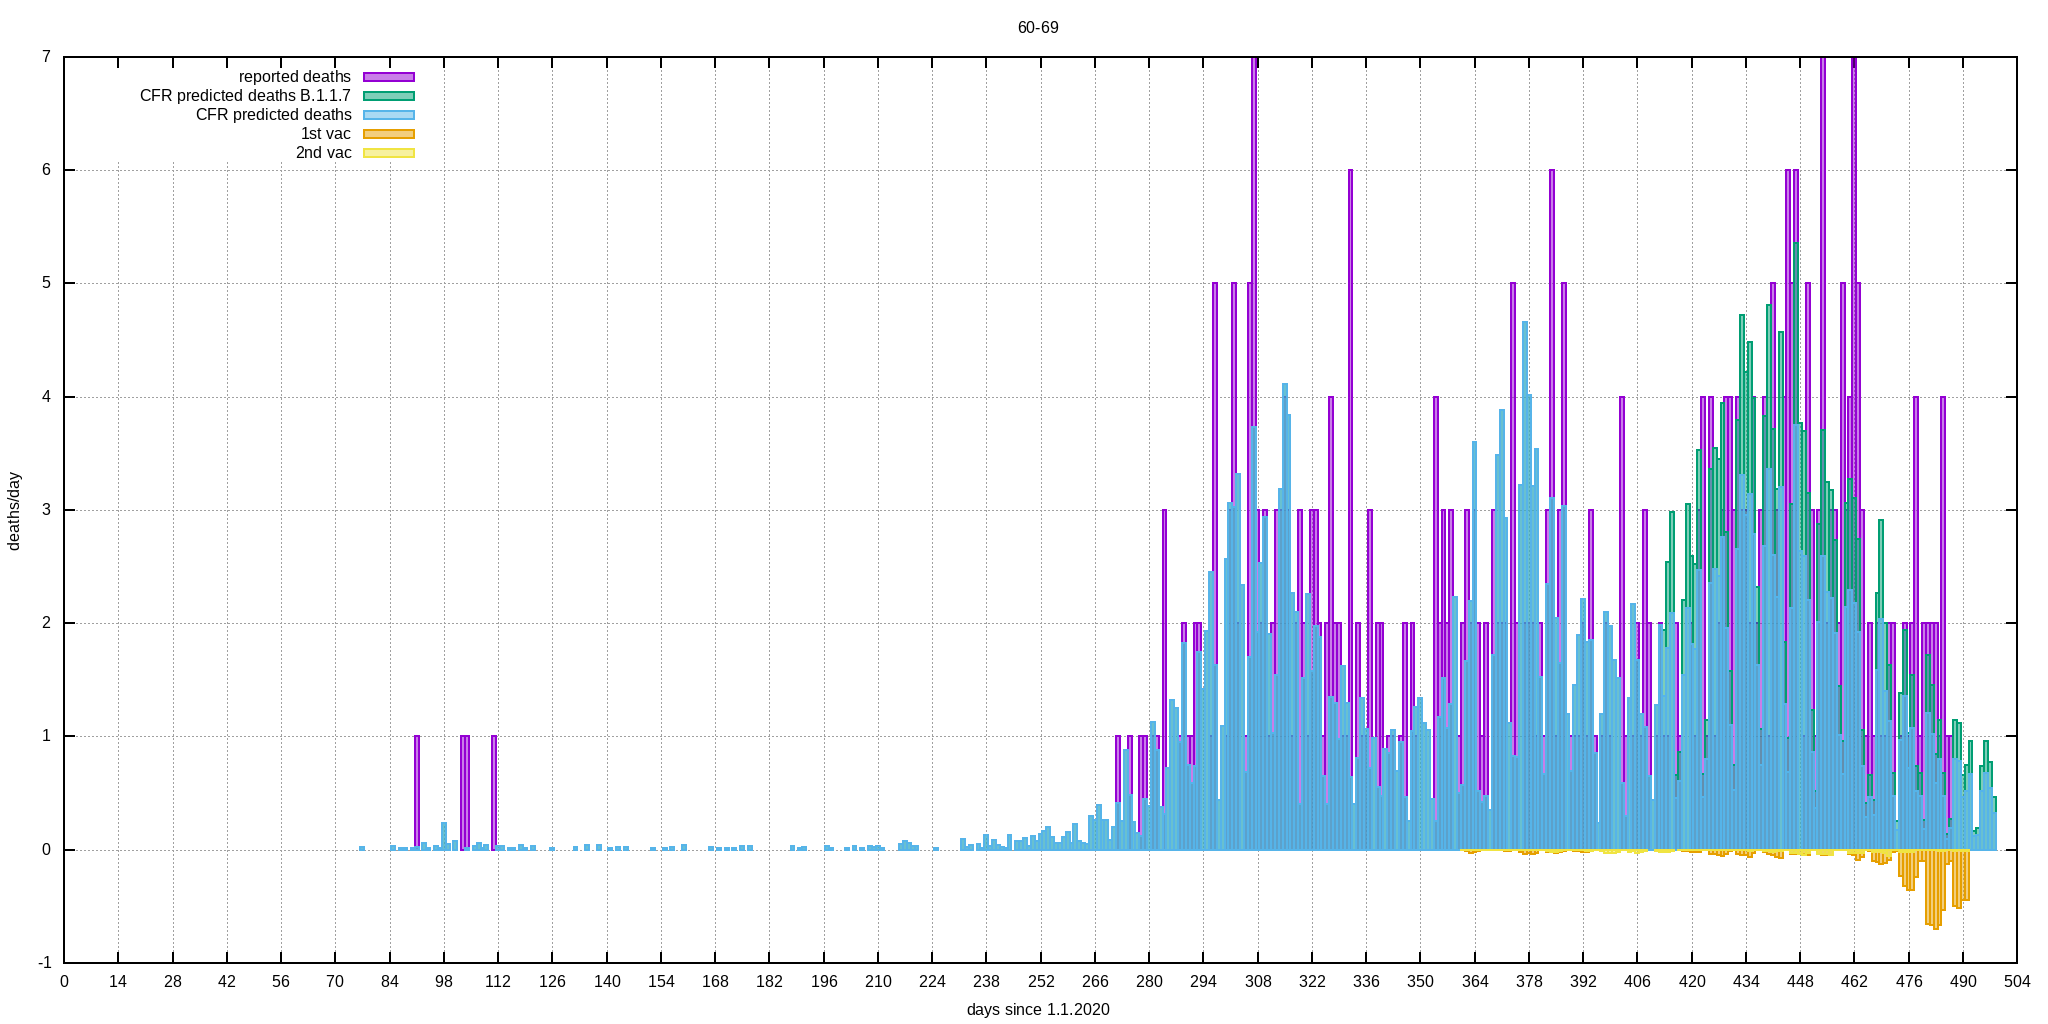 60-69
reported deaths
CFR predicted deaths B.1.1.7
CFR predicted deaths
1st vac
2nd vac
7
6
5
4
3
2
1
0
-1
deaths/day
0 14 28 42 56 70 84 98 112 126 140 154 168 182 196 210 224 238 252 266 280 294 308 322 336 350 364 378 392 406 420 434 448 462 476 490 504
days since 1.1.2020